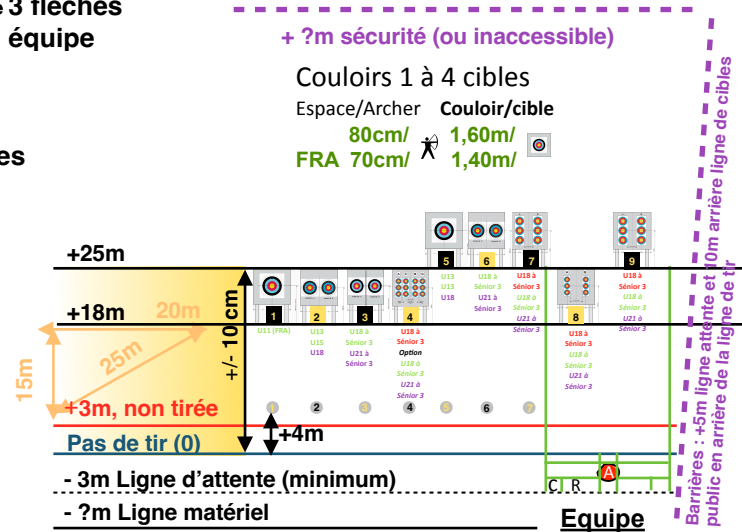 e 3 flèches
équipe
es
+ ?m sécurité (ou inaccessible)
Couloirs 1 à 4 cibles
Espace/Archer Couloir/cible
80cm/ 1,60m/
FRA 70cm/ 1,40m/
+25m
+18m
20m
25m
15m
+/- 10 cm
5 6 7 9
U13
U13
U18
U18 à
Sénior 3
U21 à
Sénior 3
U18 à
Sénior 3
U18 à
Sénior 3
U21 à
Sénior 3
U18 à
Sénior 3
U18 à
Sénior 3
U21 à
Sénior 3
1 2 3 4 8
U11 (FRA)
U13
U15
U18
U18 à
Sénior 3
U21 à
Sénior 3
U18 à
Sénior 3
Option
U18 à
Sénior 3
U21 à
Sénior 3
U18 à
Sénior 3
U18 à
Sénior 3
U21 à
Sénior 3
1 2 3 4 5 6 7
+3m, non tirée
+4m
Pas de tir (0)
- 3m Ligne d'attente (minimum)
- ?m Ligne matériel
A
C R
Equipe
Barrières : +5m ligne attente et 10m arrière ligne de cibles
public en arrière de la ligne de tir